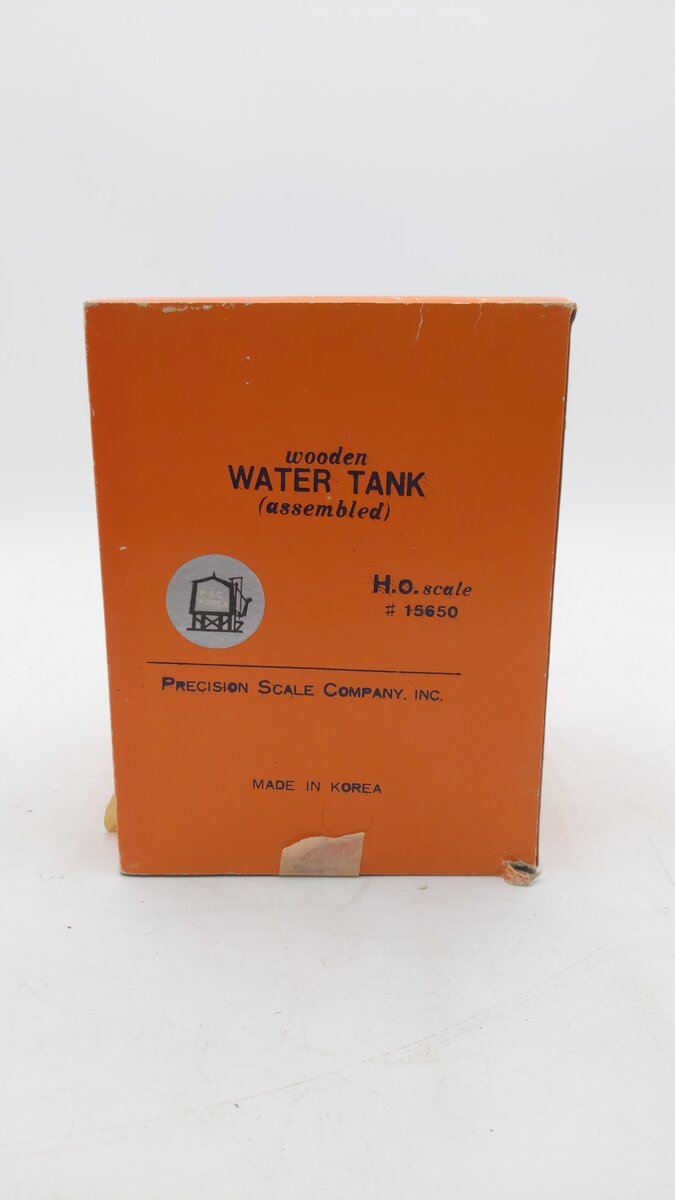 wooden
WATER TANK
(assembled)
P.S.C.
KOREA
H.O. scale
# 15650
PRECISION SCALE COMPANY, INC.
MADE IN KOREA